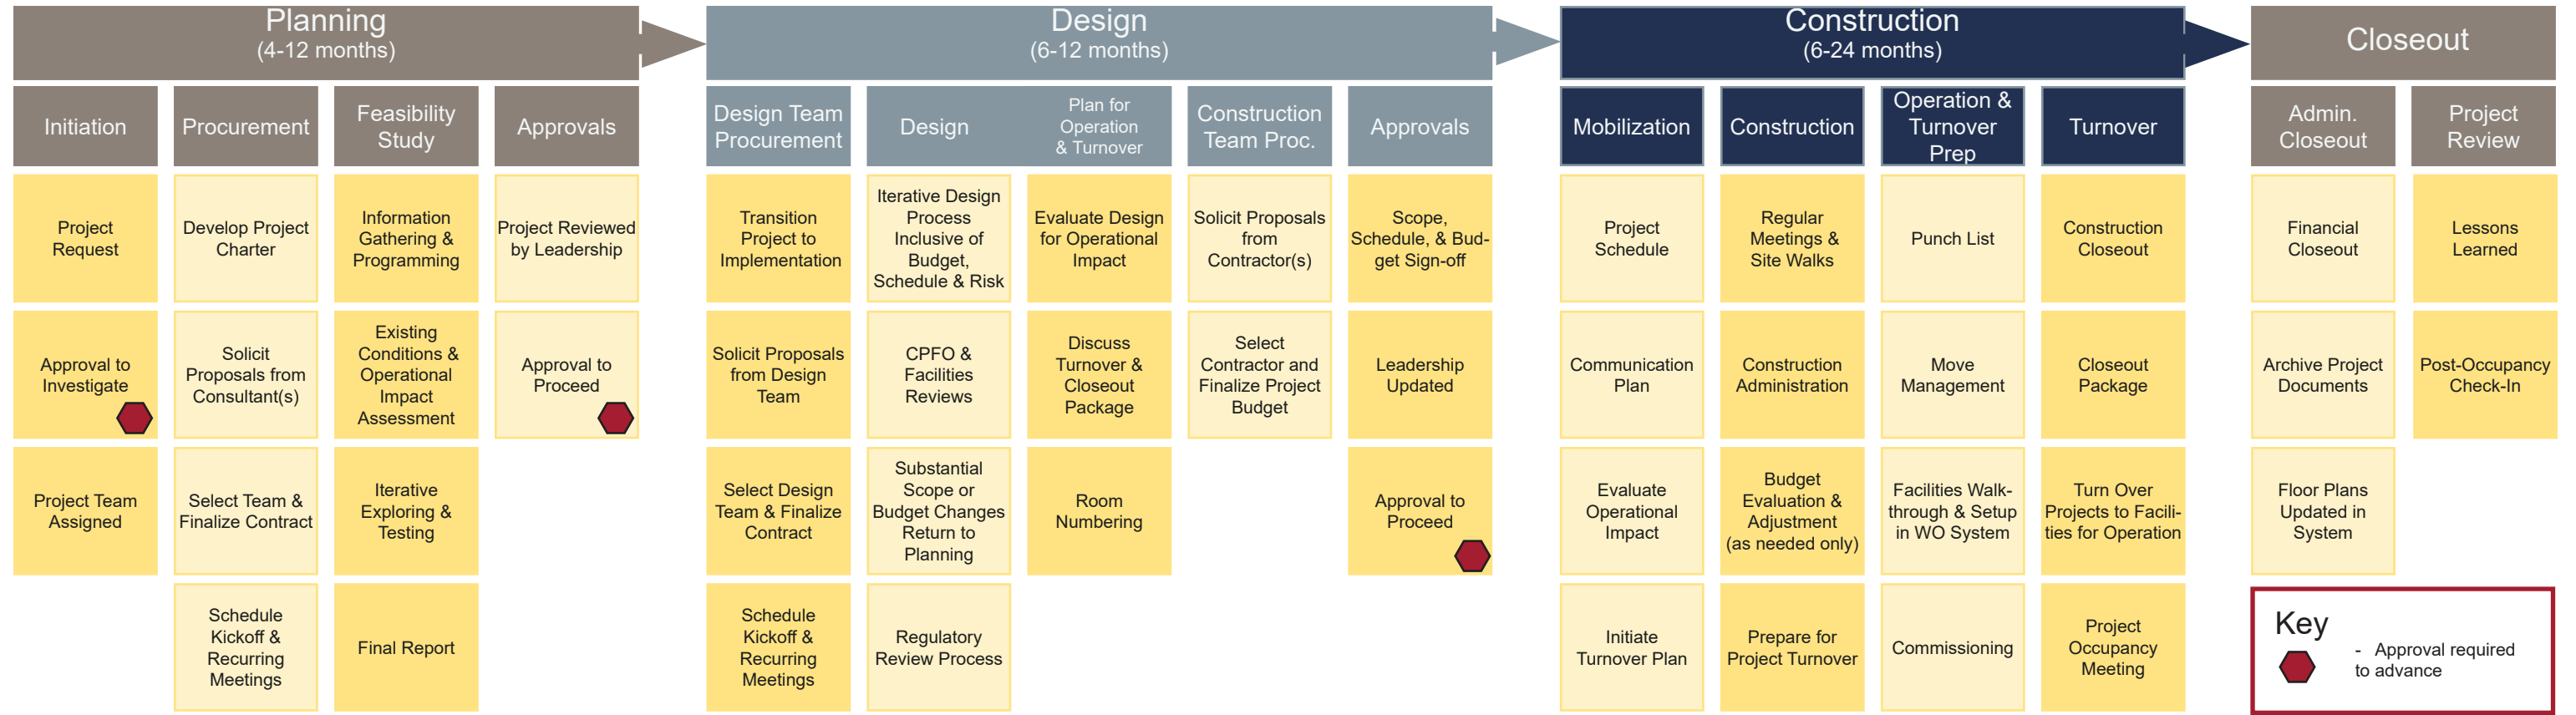 Planning
(4-12 months)
Initiation
Procurement
Feasibility
Study
Approvals
Project
Request
Approval to
Investigate
Project Team
Assigned
Develop Project
Charter
Solicit
Proposals from
Consultant(s)
Select Team &
Finalize Contract
Schedule
Kickoff &
Recurring
Meetings
Information
Gathering &
Programming
Existing
Conditions &
Operational
Impact
Assessment
Iterative
Exploring &
Testing
Final Report
Project Reviewed
by Leadership
Approval to
Proceed
Design
(6-12 months)
Design Team
Procurement
Design
Plan for
Operation
& Turnover
Construction
Team Proc.
Approvals
Transition
Project to
Implementation
Solicit Proposals
from Design
Team
Select Design
Team & Finalize
Contract
Schedule
Kickoff &
Recurring
Meetings
Iterative Design
Process
Inclusive of
Budget,
Schedule & Risk
CPFO &
Facilities
Reviews
Substantial
Scope or
Budget Changes
Return to
Planning
Regulatory
Review Process
Evaluate Design
for Operational
Impact
Discuss
Turnover &
Closeout
Package
Room
Numbering
Solicit Proposals
from
Contractor(s)
Select
Contractor and
Finalize Project
Budget
Scope,
Schedule, & Bud-
get Sign-off
Leadership
Updated
Approval to
Proceed
Construction
(6-24 months)
Mobilization
Construction
Operation &
Turnover
Prep
Turnover
Project
Schedule
Communication
Plan
Evaluate
Operational
Impact
Initiate
Turnover Plan
Regular
Meetings &
Site Walks
Construction
Administration
Budget
Evaluation &
Adjustment
(as needed only)
Prepare for
Project Turnover
Punch List
Move
Management
Facilities Walk-
through & Setup
in WO System
Commissioning
Construction
Closeout
Closeout
Package
Turn Over
Projects to Facili-
ties for Operation
Project
Occupancy
Meeting
Closeout
Admin.
Closeout
Project
Review
Financial
Closeout
Archive Project
Documents
Floor Plans
Updated in
System
Lessons
Learned
Post-Occupancy
Check-In
Key
- Approval required
to advance